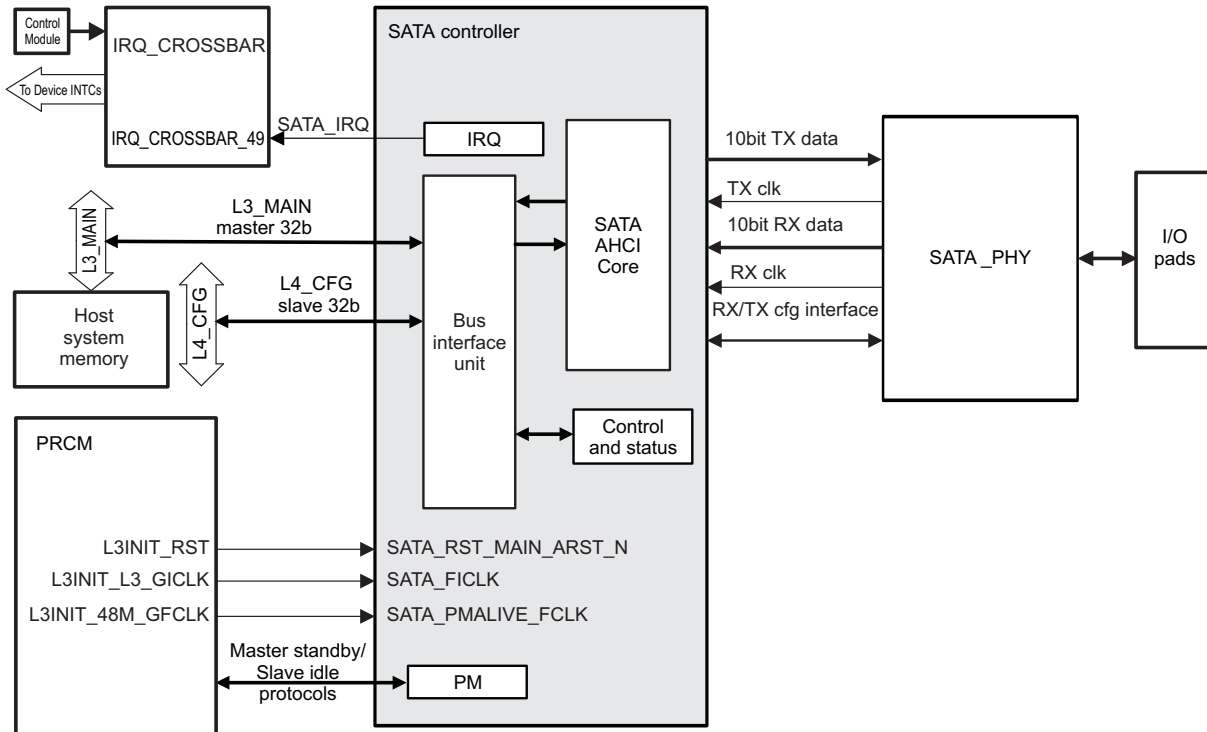 Control
Module
IRQ_CROSSBAR
To Device INTCs
IRQ_CROSSBAR_49
SATA_IRQ
SATA controller
IRQ
L3_MAIN
L3_MAIN
master 32b
L4_CFG
L4_CFG
slave 32b
Host
system
memory
Bus
interface
unit
SATA
AHCI
Core
Control
and status
10bit TX data
TX clk
10bit RX data
RX clk
RX/TX cfg interface
SATA _PHY
I/O
pads
PRCM
L3INIT_RST
SATA_RST_MAIN_ARST_N
L3INIT_L3_GICLK
SATA_FICLK
L3INIT_48M_GFCLK
SATA_PMALIVE_FCLK
Master standby/
Slave idle
protocols
PM